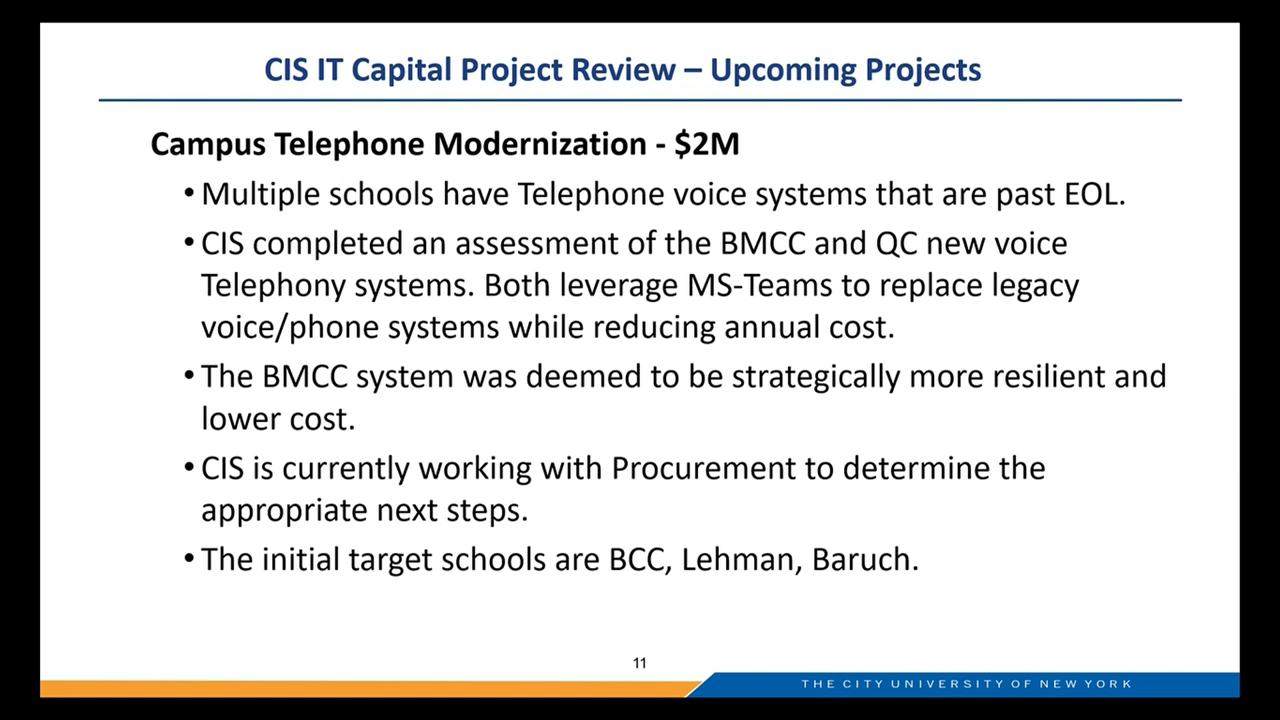 CIS IT Capital Project Review – Upcoming Projects
Campus Telephone Modernization - $2M
• Multiple schools have Telephone voice systems that are past EOL.
• CIS completed an assessment of the BMCC and QC new voice
Telephony systems. Both leverage MS-Teams to replace legacy
voice/phone systems while reducing annual cost.
• The BMCC system was deemed to be strategically more resilient and
lower cost.
• CIS is currently working with Procurement to determine the
appropriate next steps.
• The initial target schools are BCC, Lehman, Baruch.
11
THE CITY UNIVERSITY OF NEW YORK